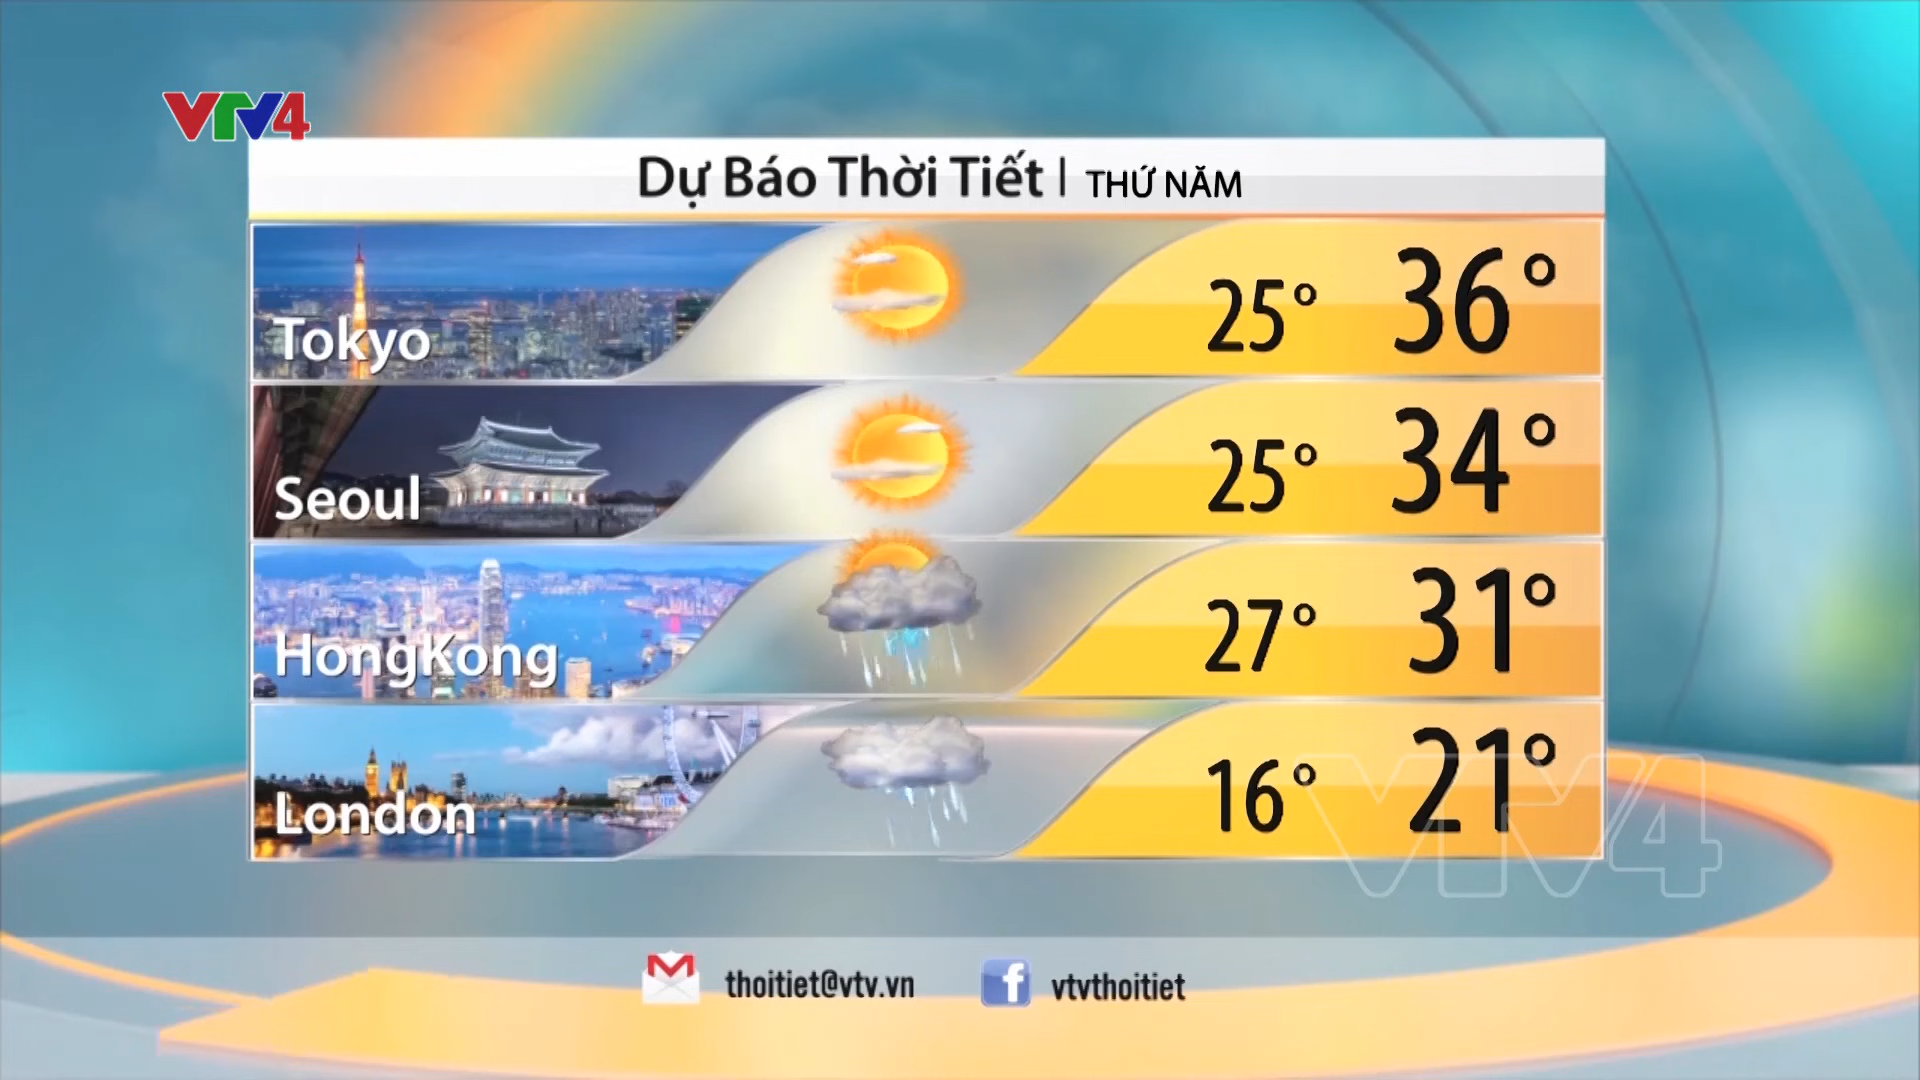 VTV4
Dự Báo Thời Tiết | THỨ NĂM
Tokyo 25° 36°
Seoul 25° 34°
HongKong 27° 31°
London 16° 21°
VTV4
thoitiet@vtv.vn vtvthoitiet